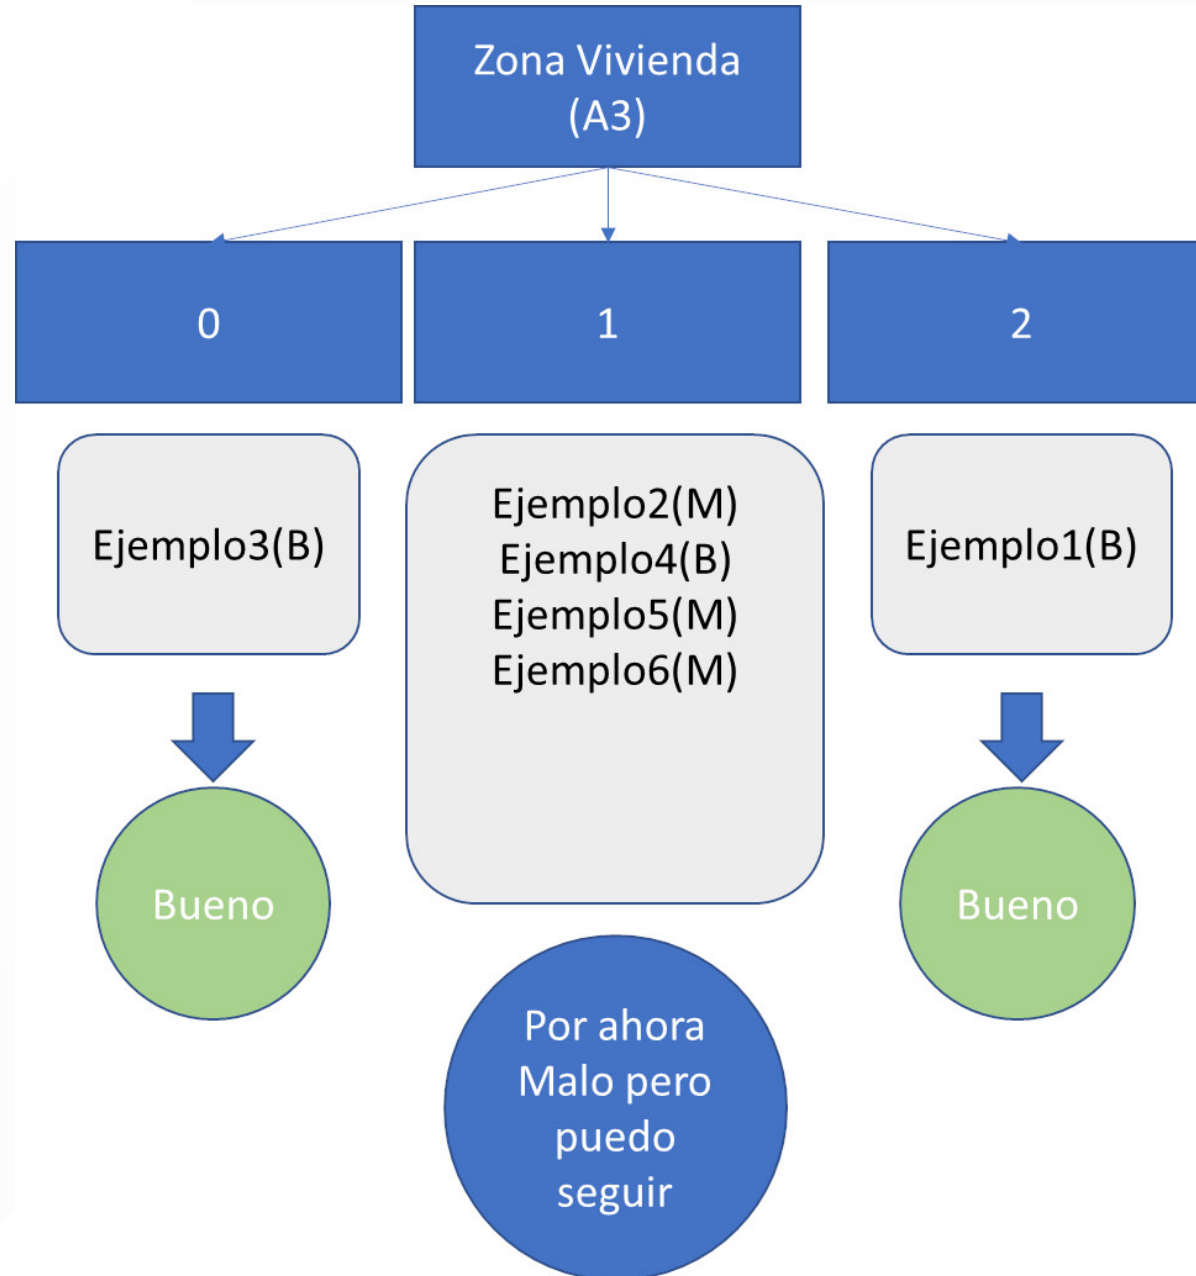 Zona Vivienda
(A3)
0
1
2
Ejemplo3(B)
Ejemplo2(M)
Ejemplo4(B)
Ejemplo5(M)
Ejemplo6(M)
Ejemplo1(B)
Bueno
Bueno
Por ahora
Malo pero
puedo
seguir